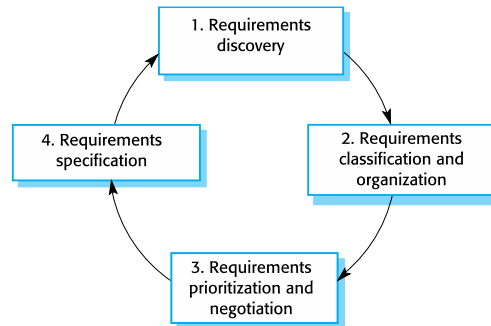 1. Requirements
discovery
2. Requirements
classification and
organization
3. Requirements
prioritization and
negotiation
4. Requirements
specification